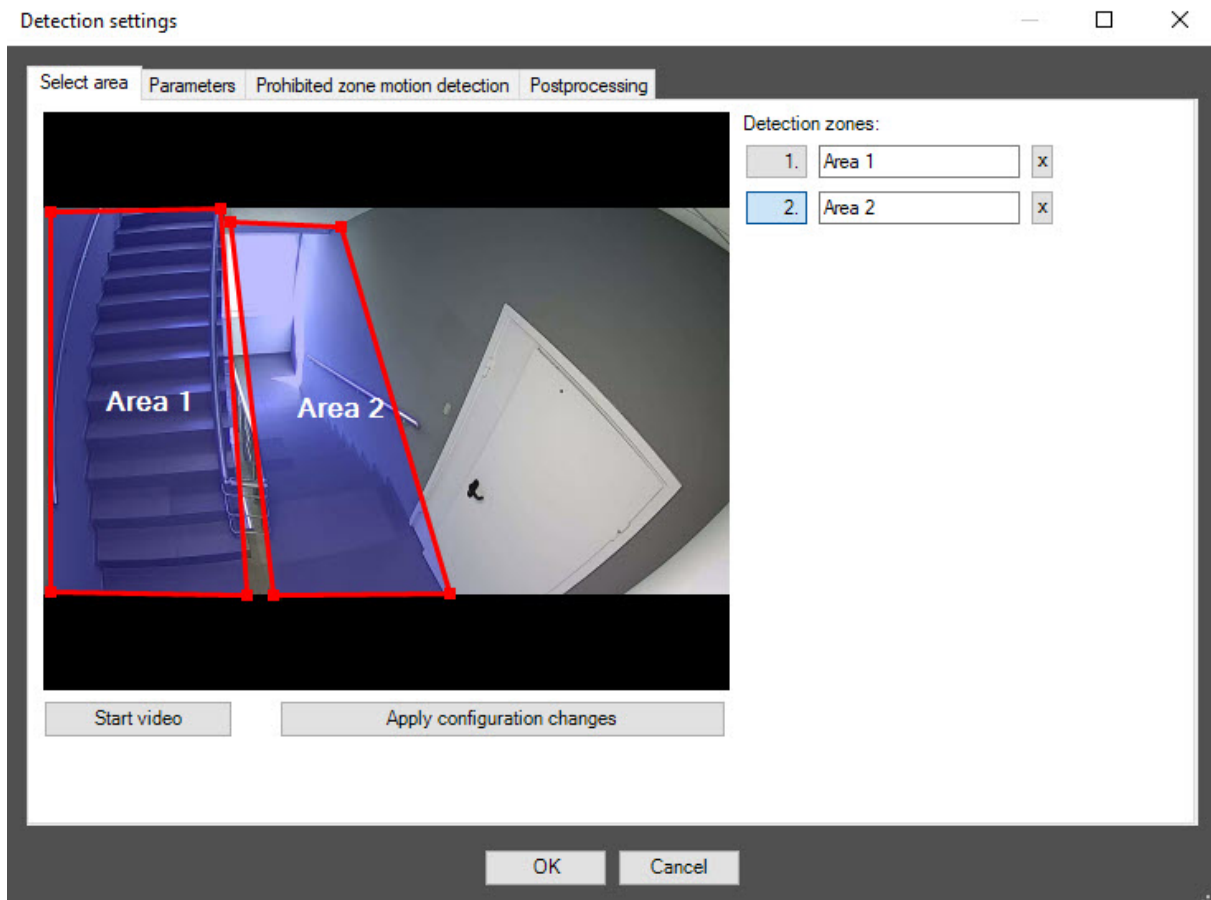 Detection settings
Select area Parameters Prohibited zone motion detection Postprocessing
Detection zones:
1. Area 1 x
2. Area 2 x
Area 1 Area 2
Start video Apply configuration changes
OK Cancel